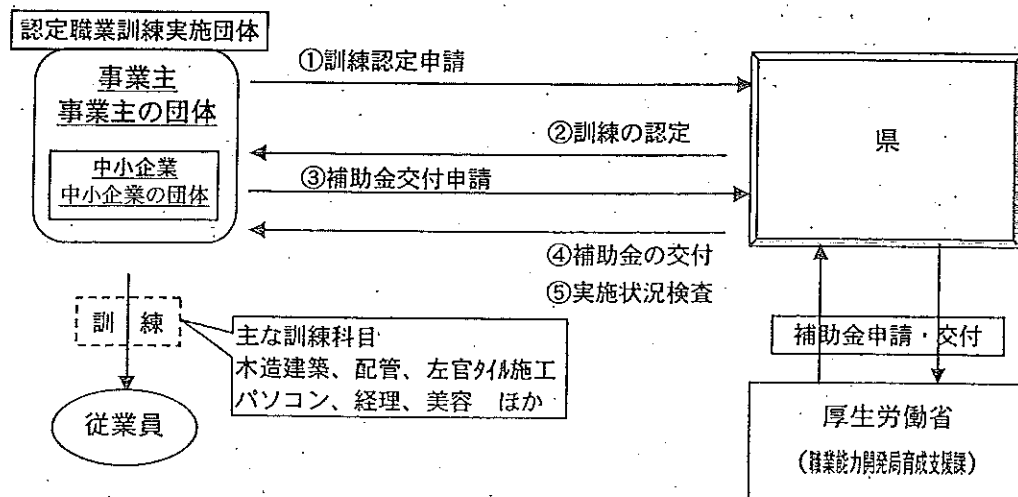 認定職業訓練実施団体
事業主
事業主の団体
中小企業
中小企業の団体
①訓練認定申請
②訓練の認定
③補助金交付申請
④補助金の交付
⑤実施状況検査
県
訓練
主な訓練科目
木造建築、配管、左官タイル施工
パソコン、経理、美容　ほか
従業員
補助金申請・交付
厚生労働省
(職業能力開発局育成支援課)